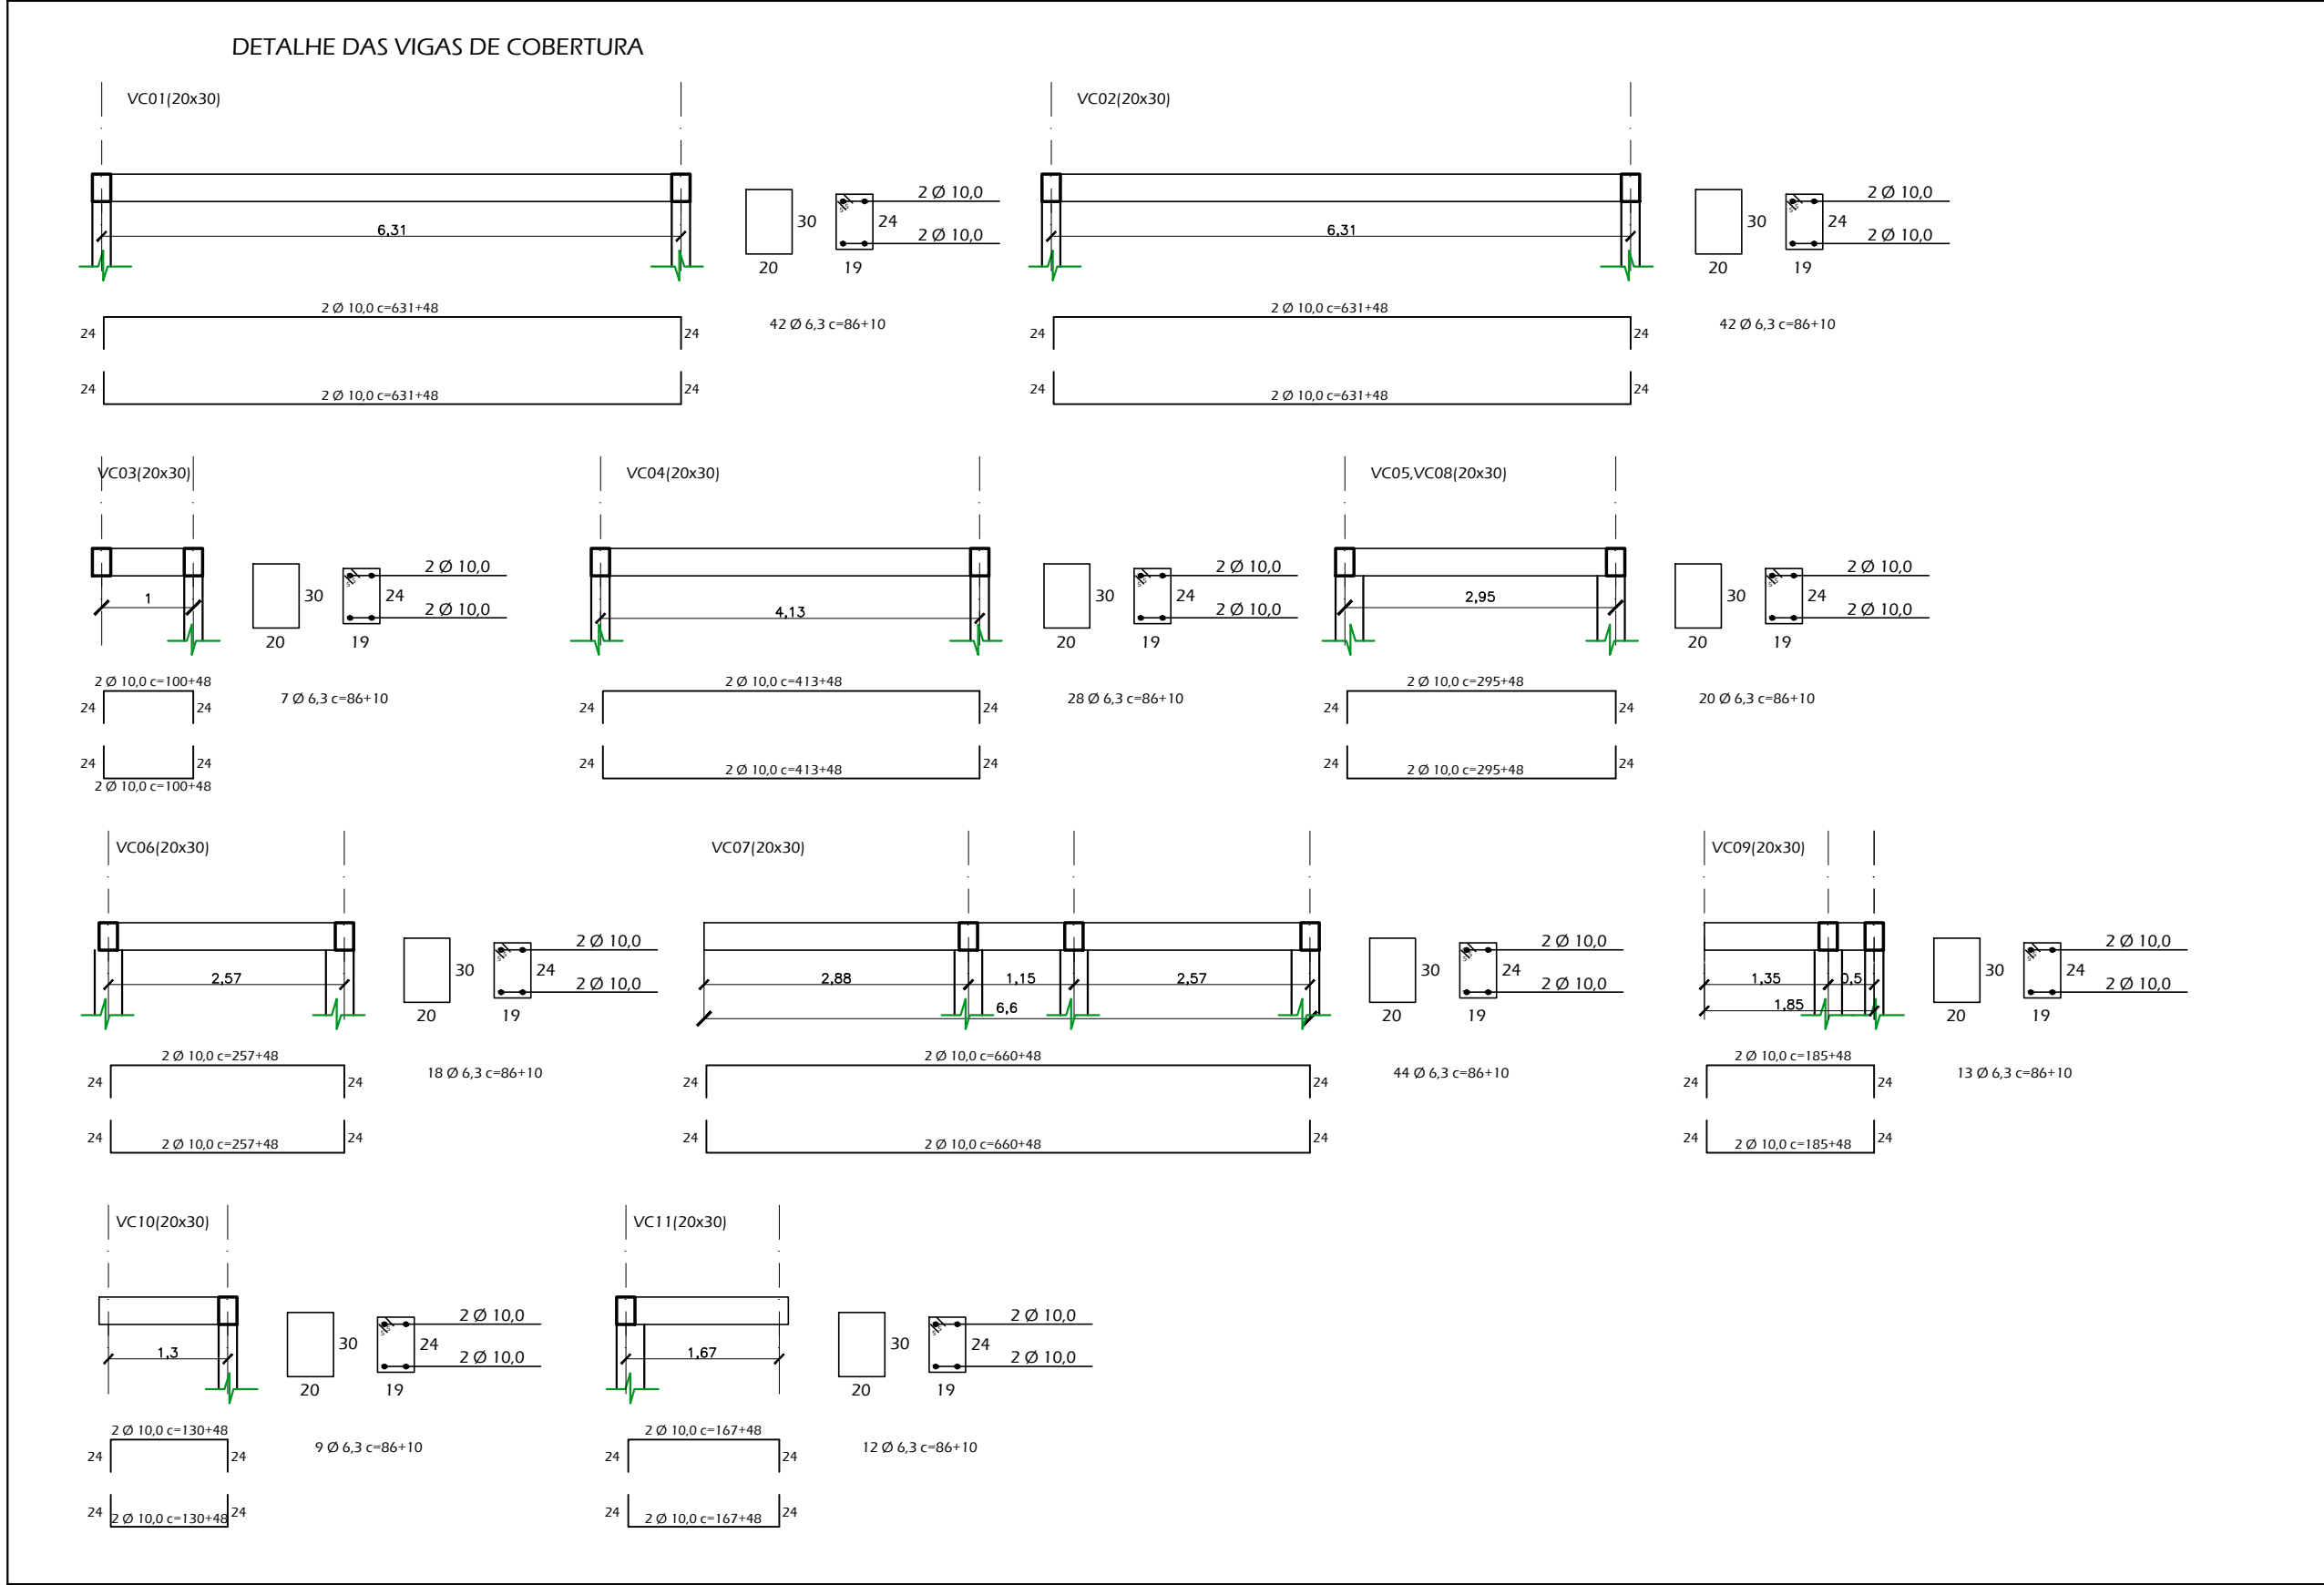 DETALHE DAS VIGAS DE COBERTURA
VC01(20x30)
6,31
30
20
24
19
2 Ø 10,0
2 Ø 10,0
2 Ø 10,0 c=631+48
24
24
42 Ø 6,3 c=86+10
24
24
2 Ø 10,0 c=631+48
VC02(20x30)
6,31
30
20
24
19
2 Ø 10,0
2 Ø 10,0
2 Ø 10,0 c=631+48
24
24
42 Ø 6,3 c=86+10
24
24
2 Ø 10,0 c=631+48
VC03(20x30)
1
30
20
24
19
2 Ø 10,0
2 Ø 10,0
2 Ø 10,0 c=100+48
24
24
7 Ø 6,3 c=86+10
24
24
2 Ø 10,0 c=100+48
VC04(20x30)
4,13
30
20
24
19
2 Ø 10,0
2 Ø 10,0
2 Ø 10,0 c=413+48
24
24
28 Ø 6,3 c=86+10
24
24
2 Ø 10,0 c=413+48
VC05,VC08(20x30)
2,95
30
20
24
19
2 Ø 10,0
2 Ø 10,0
2 Ø 10,0 c=295+48
24
24
20 Ø 6,3 c=86+10
24
24
2 Ø 10,0 c=295+48
VC06(20x30)
2,57
30
20
24
19
2 Ø 10,0
2 Ø 10,0
2 Ø 10,0 c=257+48
24
24
18 Ø 6,3 c=86+10
24
24
2 Ø 10,0 c=257+48
VC07(20x30)
2,88
1,15
2,57
6,6
30
20
24
19
2 Ø 10,0
2 Ø 10,0
2 Ø 10,0 c=660+48
24
24
44 Ø 6,3 c=86+10
24
24
2 Ø 10,0 c=660+48
VC09(20x30)
1,35
0,5
1,85
30
20
24
19
2 Ø 10,0
2 Ø 10,0
2 Ø 10,0 c=185+48
24
24
13 Ø 6,3 c=86+10
24
24
2 Ø 10,0 c=185+48
VC10(20x30)
1,3
30
20
24
19
2 Ø 10,0
2 Ø 10,0
2 Ø 10,0 c=130+48
24
24
9 Ø 6,3 c=86+10
24
24
2 Ø 10,0 c=130+48
VC11(20x30)
1,67
30
20
24
19
2 Ø 10,0
2 Ø 10,0
2 Ø 10,0 c=167+48
24
24
12 Ø 6,3 c=86+10
24
24
2 Ø 10,0 c=167+48